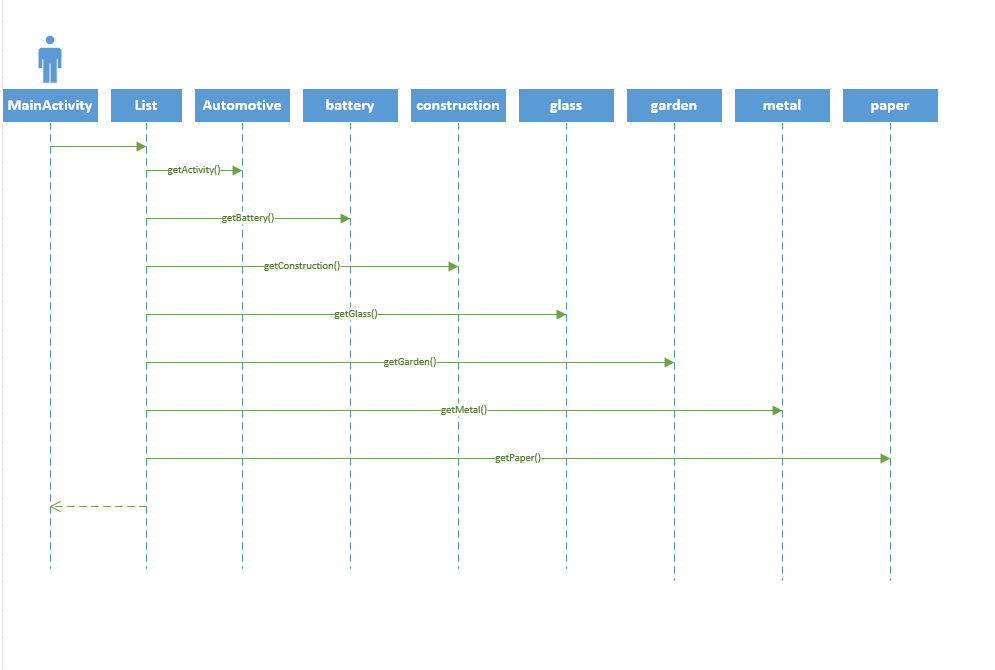 MainActivity
List
Automotive
battery
construction
glass
garden
metal
paper
getActivity()
getBattery()
getConstruction()
getGlass()
getGarden()
getMetal()
getPaper()